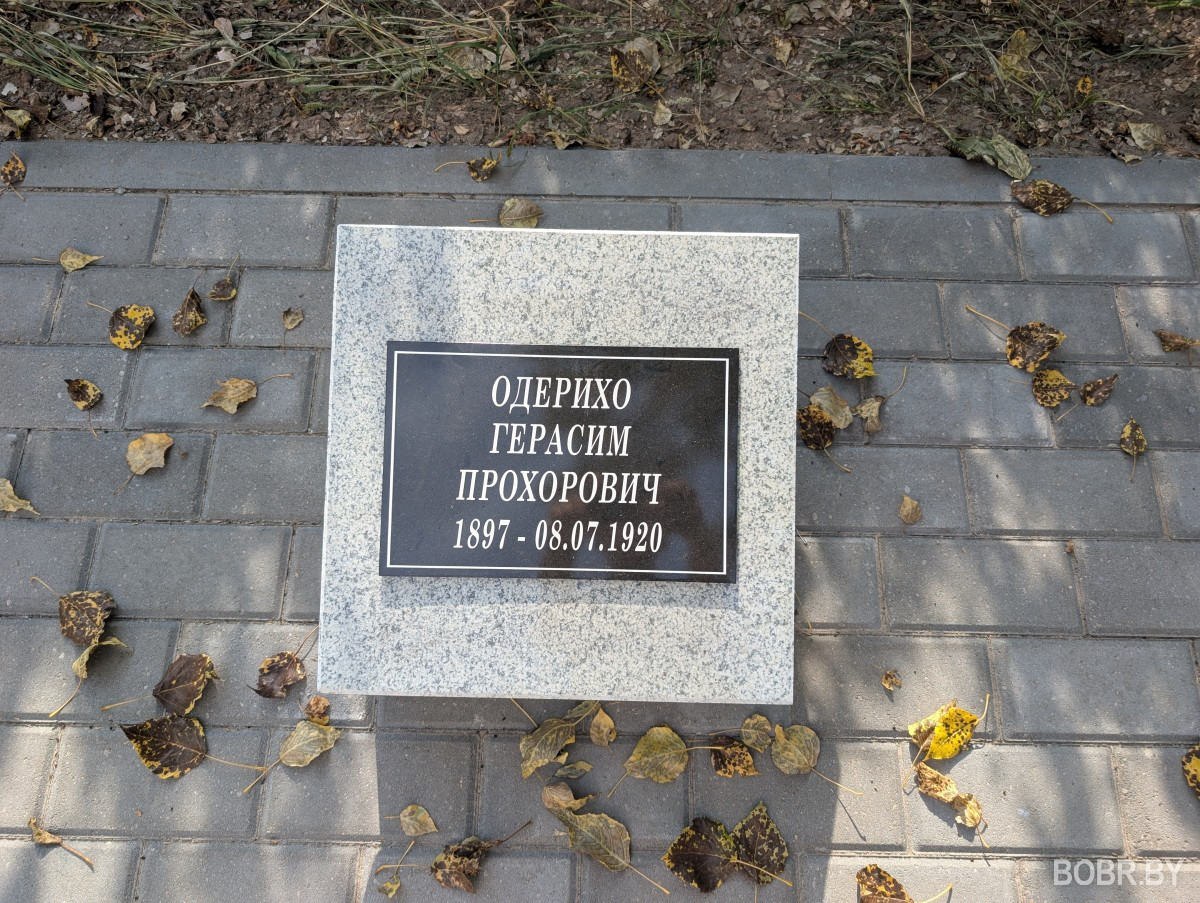 ОДЕРИХО
ГЕРАСИМ
ПРОХОРОВИЧ
1897 - 08.07.1920
BOBR.BY